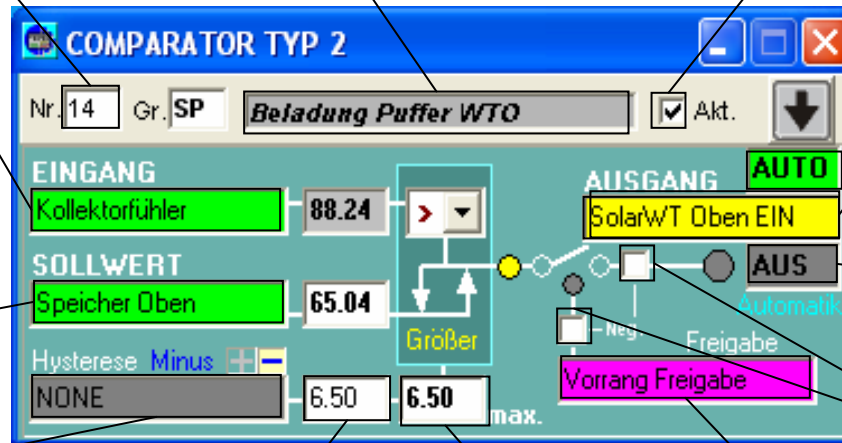 COMPARATOR TYP 2
Nr. 14 Gr. SP Beladung Puffer WTO Akt.
EINGANG AUSGANG AUTO
Kollektorfühler 88.24 > SolarWT Oben EIN
SOLLWERT AUS
Speicher Oben 65.04 Automatik
Größer Neg. Freigabe
Hysterese Minus + − Vorrang Freigabe
NONE 6.50 6.50 max.